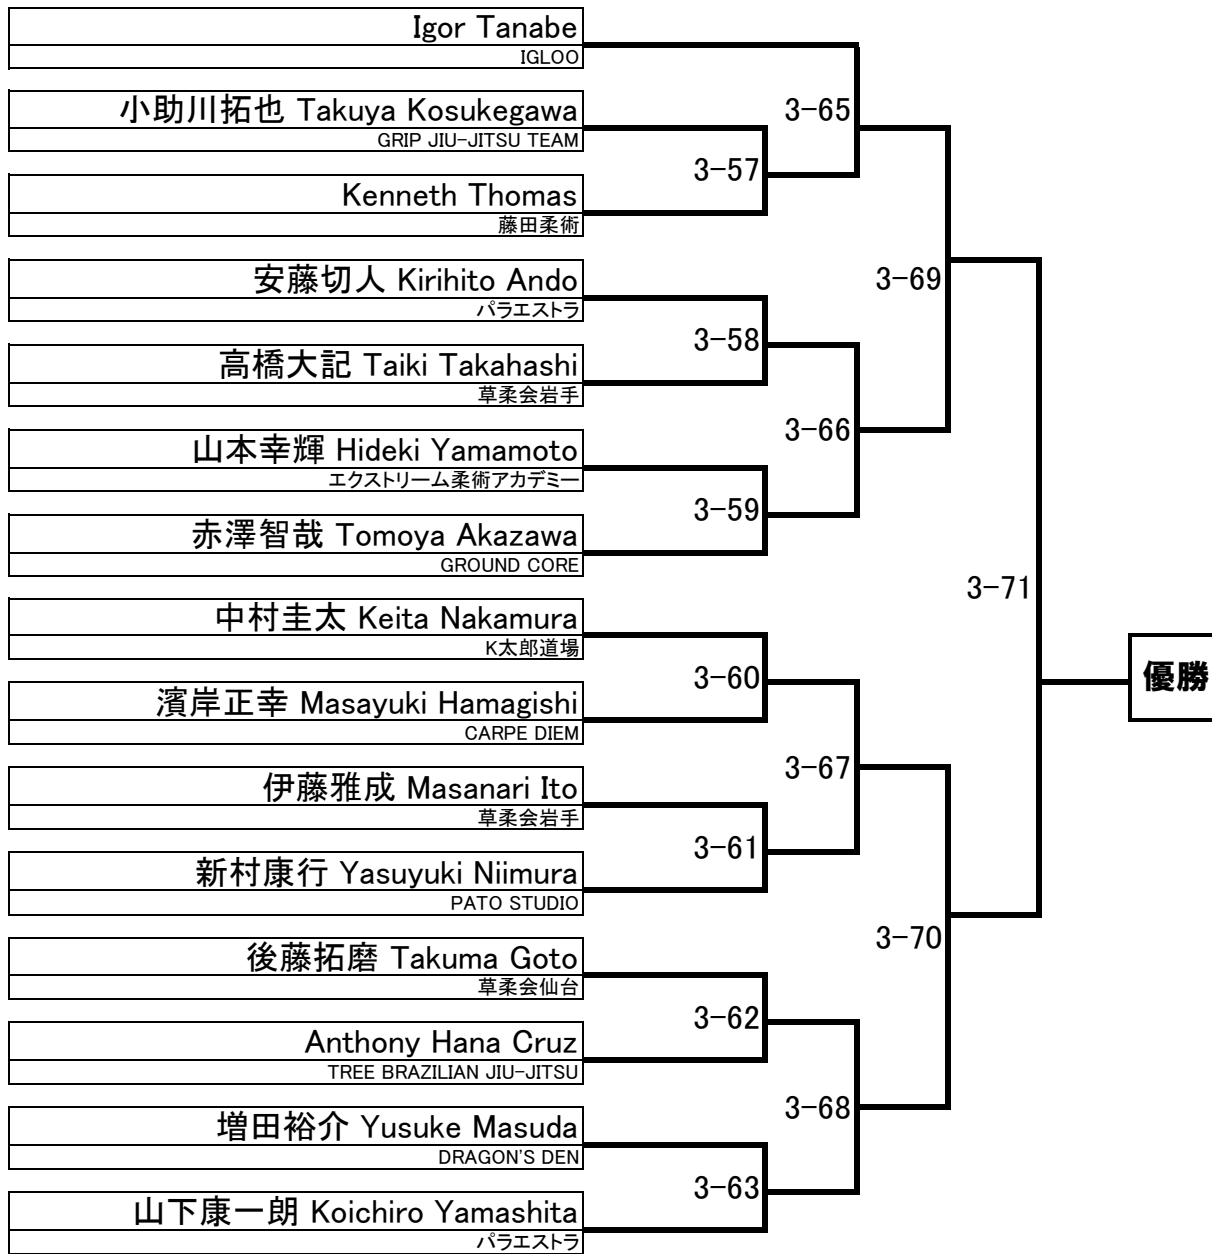 Igor Tanabe
IGLOO
小助川拓也 Takuya Kosukegawa
GRIP JIU-JITSU TEAM
Kenneth Thomas
藤田柔術
安藤切人 Kirihito Ando
パラエストラ
高橋大記 Taiki Takahashi
草柔会岩手
山本幸輝 Hideki Yamamoto
エクストリーム柔術アカデミー
赤澤智哉 Tomoya Akazawa
GROUND CORE
中村圭太 Keita Nakamura
K太郎道場
濱岸正幸 Masayuki Hamagishi
CARPE DIEM
伊藤雅成 Masanari Ito
草柔会岩手
新村康行 Yasuyuki Niimura
PATO STUDIO
後藤拓磨 Takuma Goto
草柔会仙台
Anthony Hana Cruz
TREE BRAZILIAN JIU-JITSU
増田裕介 Yusuke Masuda
DRAGON'S DEN
山下康一朗 Koichiro Yamashita
パラエストラ
3-57
3-58
3-59
3-60
3-61
3-62
3-63
3-65
3-66
3-67
3-68
3-69
3-70
3-71
優勝